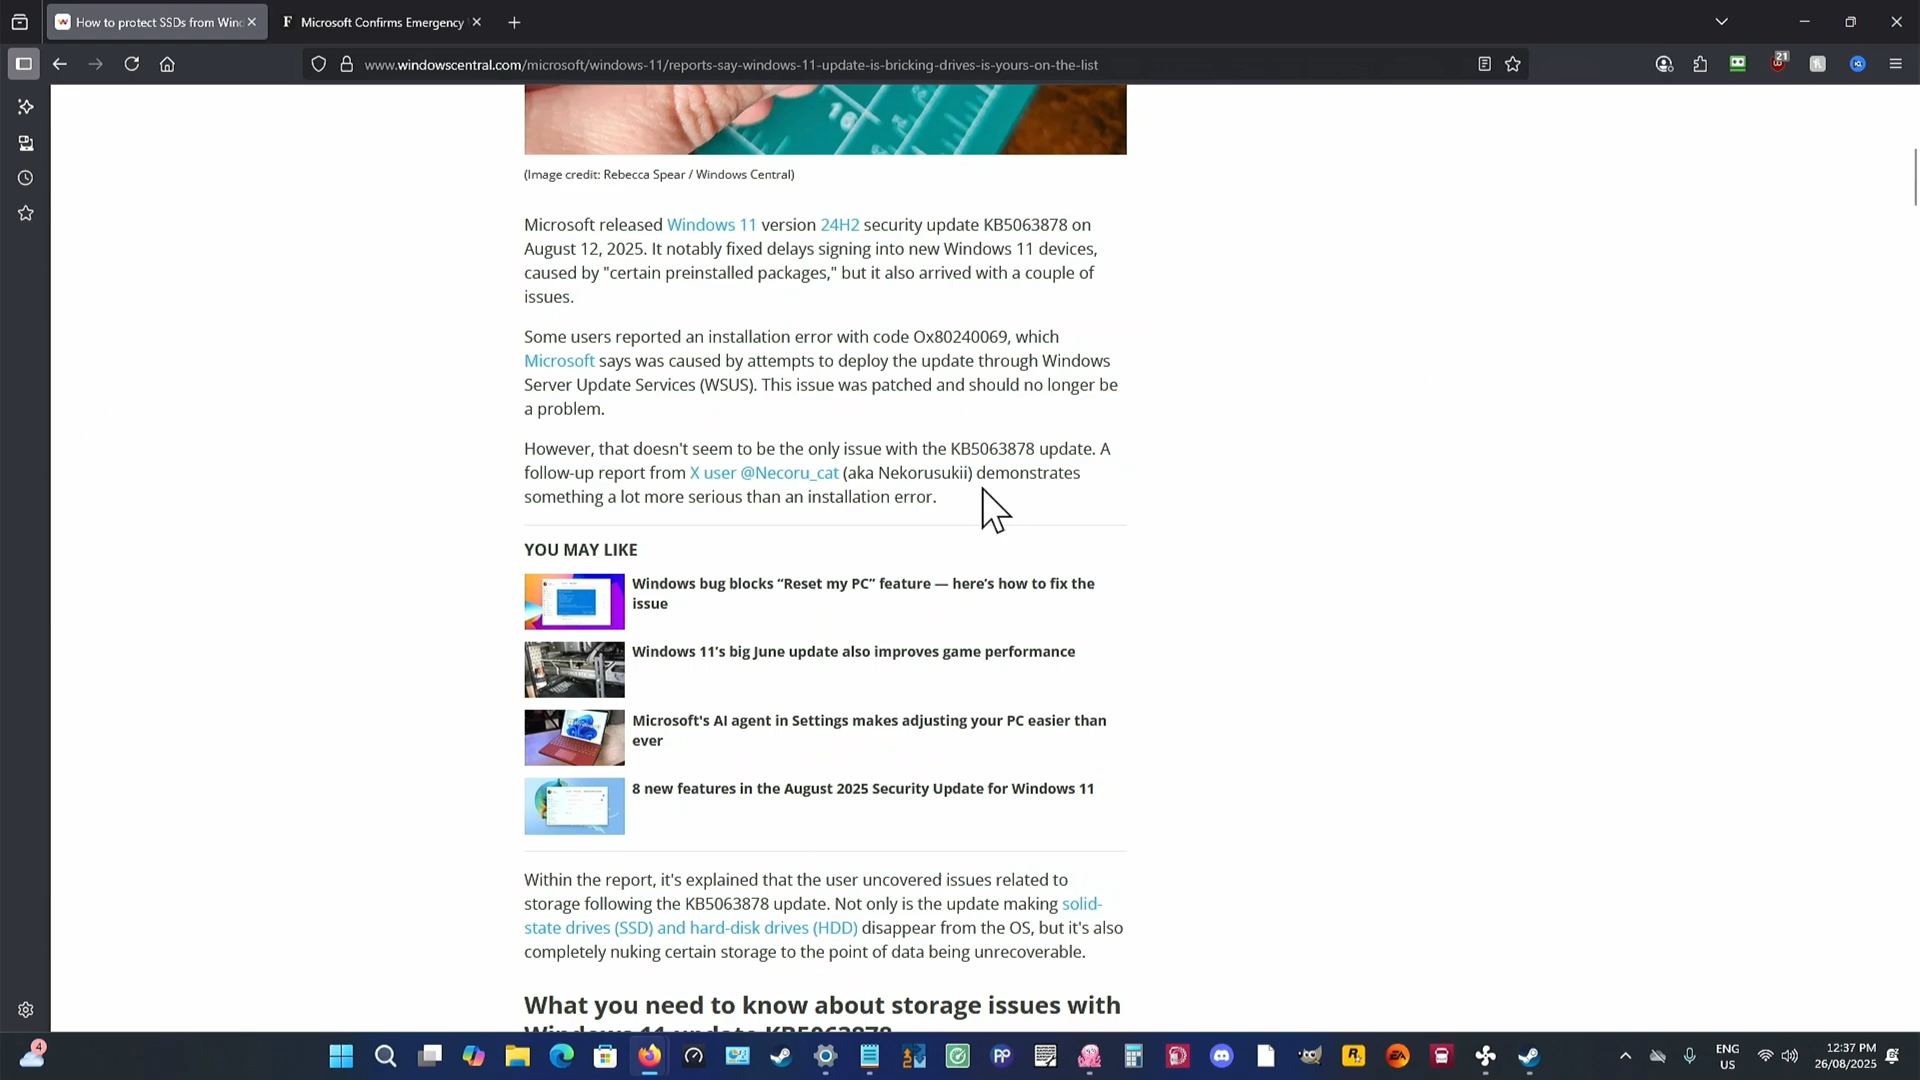 How to protect SSDs from Win
Microsoft Confirms Emergency
www.windowscentral.com/microsoft/windows-11/reports-say-windows-11-update-is-bricking-drives-is-yours-on-the-list
21
(Image credit: Rebecca Spear / Windows Central)
Microsoft released Windows 11 version 24H2 security update KB5063878 on
August 12, 2025. It notably fixed delays signing into new Windows 11 devices,
caused by "certain preinstalled packages," but it also arrived with a couple of
issues.
Some users reported an installation error with code Ox80240069, which
Microsoft says was caused by attempts to deploy the update through Windows
Server Update Services (WSUS). This issue was patched and should no longer be
a problem.
However, that doesn't seem to be the only issue with the KB5063878 update. A
follow-up report from X user @Necoru_cat (aka Nekorusukii) demonstrates
something a lot more serious than an installation error.
YOU MAY LIKE
Windows bug blocks “Reset my PC” feature — here’s how to fix the
issue
Windows 11’s big June update also improves game performance
Microsoft's AI agent in Settings makes adjusting your PC easier than
ever
8 new features in the August 2025 Security Update for Windows 11
Within the report, it's explained that the user uncovered issues related to
storage following the KB5063878 update. Not only is the update making solid-
state drives (SSD) and hard-disk drives (HDD) disappear from the OS, but it's also
completely nuking certain storage to the point of data being unrecoverable.
What you need to know about storage issues with
Windows 11 update KB5063878
4
PP
R
EA
ENG
US
12:37 PM
26/08/2025